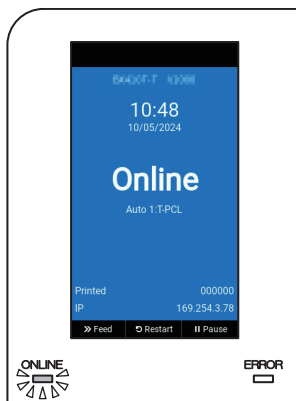 10:48
10/05/2024
Online
Auto 1:T-PCL
Printed 000000
IP 169.254.3.78
Feed Restart Pause
ONLINE ERROR